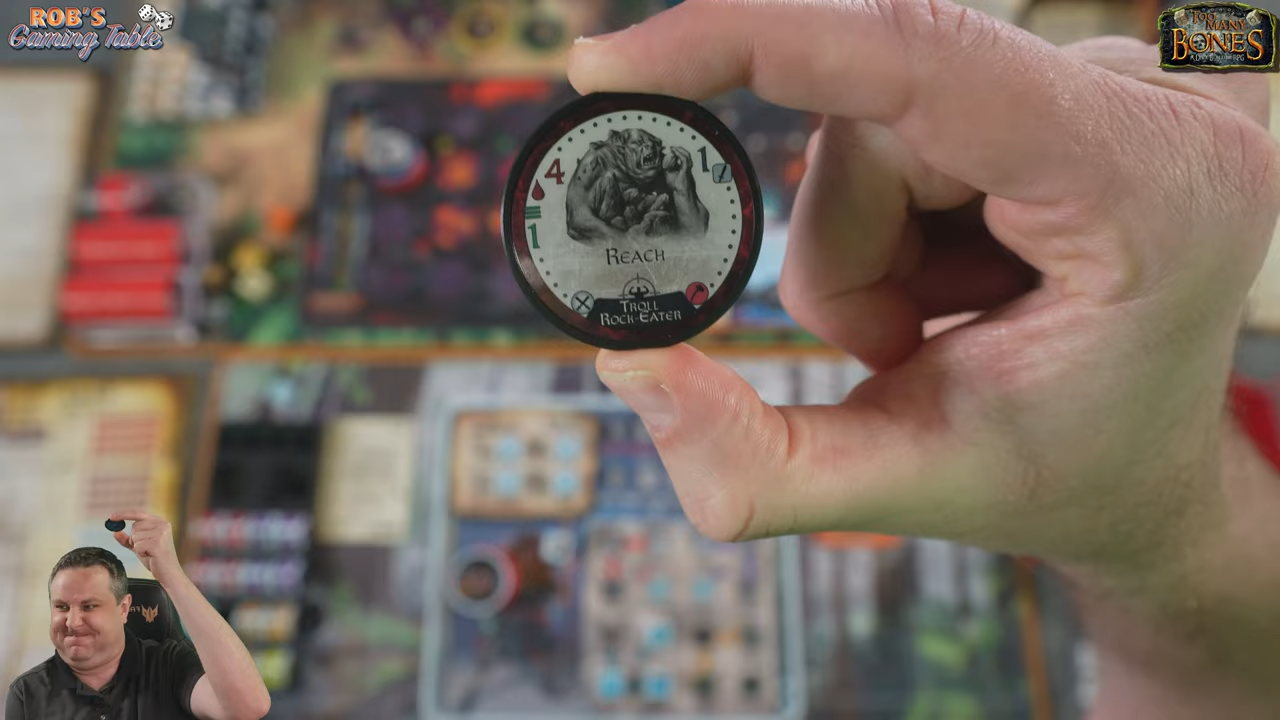 ROB'S
Gaming Table
TOO
MANY
BONES
4
1
1
REACH
TROLL
ROCK-EATER